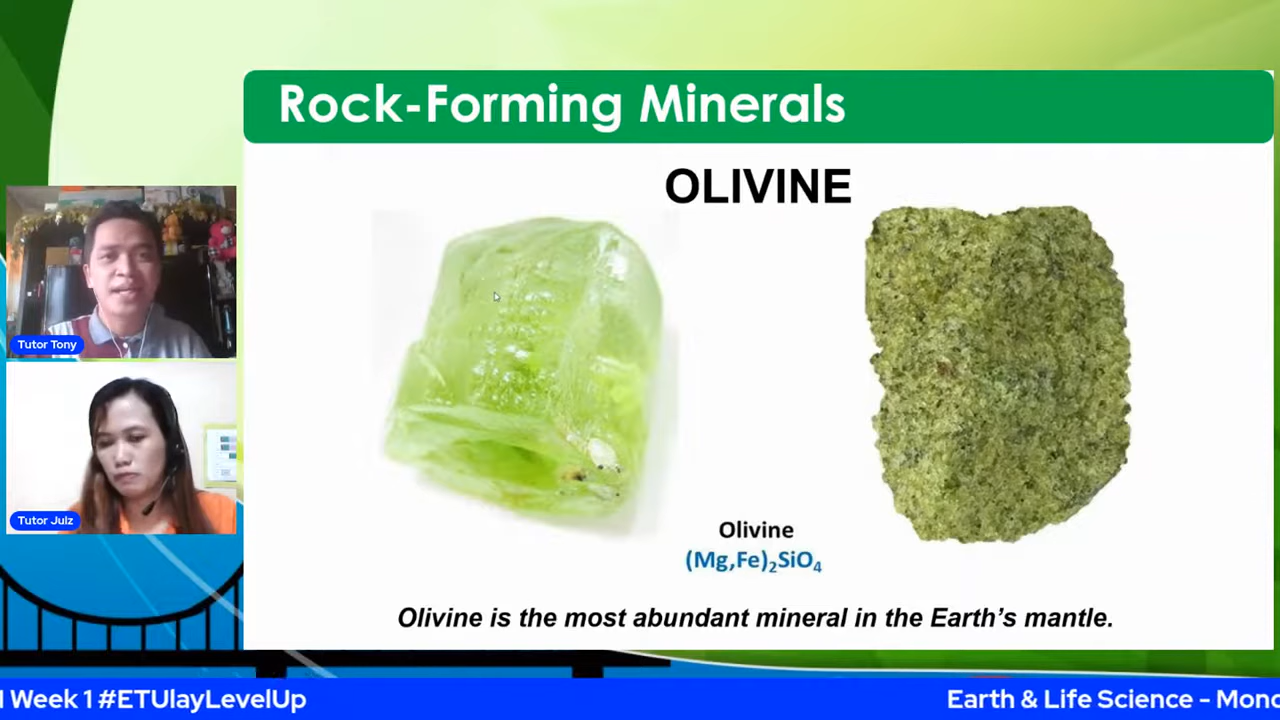 Rock-Forming Minerals
OLIVINE
Tutor Tony
Tutor Julz
Olivine
(Mg,Fe)₂SiO₄
Olivine is the most abundant mineral in the Earth's mantle.
Week 1 #ETUlayLevelUp
Earth & Life Science -